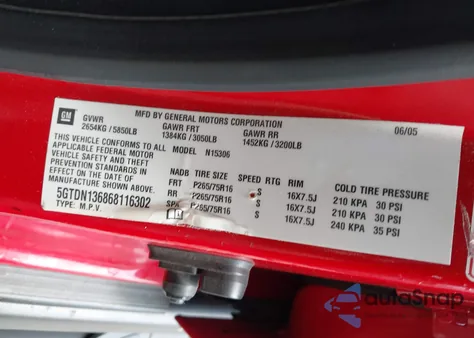 GM
MFD BY GENERAL MOTORS CORPORATION 06/05
GVWR GAWR FRT GAWR RR
2654KG/5850LB 1384KG/3050LB 1452KG/3200LB
THIS VEHICLE CONFORMS TO ALL MODEL N15306
APPLICABLE FEDERAL MOTOR
VEHICLE SAFETY AND THEFT
PREVENTION STANDARDS
IN EFFECT ON THE DATE OF
MANUFACTURE SHOWN ABOVE.
5GTDN136868116302
TYPE: M.P.V.
NADB TIRE SIZE SPEED RTG RIM COLD TIRE PRESSURE
FRT P265/75R16 S 16X7.5J 210 KPA 30 PSI
RR P265/75R16 S 16X7.5J 210 KPA 30 PSI
SPA P265/75R16 S 16X7.5J 240 KPA 35 PSI
autoSnap